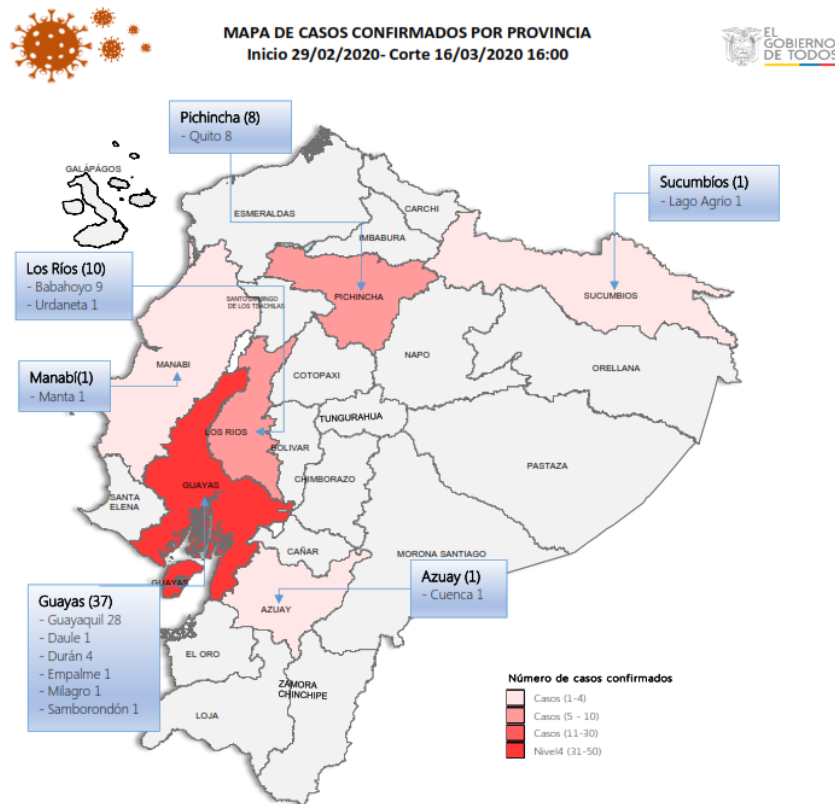 MAPA DE CASOS CONFIRMADOS POR PROVINCIA
Inicio 29/02/2020- Corte 16/03/2020 16:00
EL
GOBIERNO
DE TODOS
Pichincha (8)
- Quito 8
GALÁPAGOS
Sucumbíos (1)
- Lago Agrio 1
CARCHI
ESMERALDAS
IMBABURA
Los Ríos (10)
- Babahoyo 9
- Urdaneta 1
PICHINCHA
SUCUMBIOS
SANTO DOMINGO
DE LOS TSACHILAS
NAPO
ORELLANA
Manabí(1)
- Manta 1
MANABI
COTOPAXI
TUNGURAHUA
LOS RIOS
BOLIVAR
PASTAZA
CHIMBORAZO
GUAYAS
SANTA
ELENA
CAÑAR
MORONA SANTIAGO
GUAYAS
Azuay (1)
- Cuenca 1
Guayas (37)
- Guayaquil 28
- Daule 1
- Durán 4
- Empalme 1
- Milagro 1
- Samborondón 1
AZUAY
EL ORO
ZAMORA
CHINCHIPE
LOJA
Número de casos confirmados
Casos (1-4)
Casos (5 - 10)
Casos (11-30)
Nivel4 (31-50)